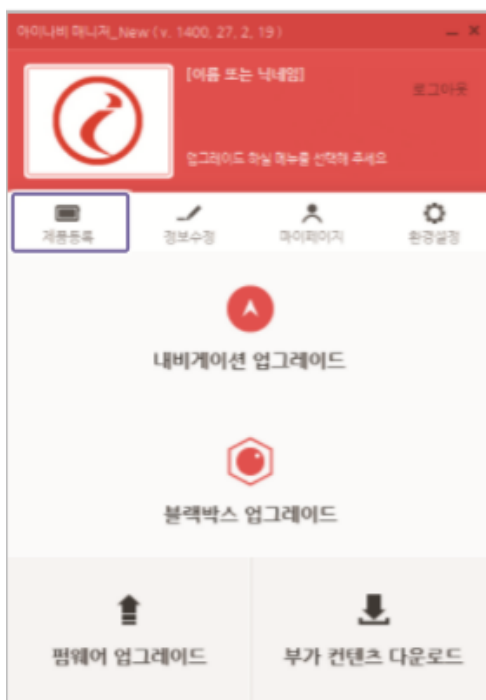 아이나비 매니저_New ( v. 1400, 27, 2, 19 )
[이름 또는 닉네임]
로그아웃
업그레이드 하실 메뉴를 선택해 주세요
제품등록 정보수정 마이페이지 환경설정
내비게이션 업그레이드
블랙박스 업그레이드
펌웨어 업그레이드 부가 컨텐츠 다운로드